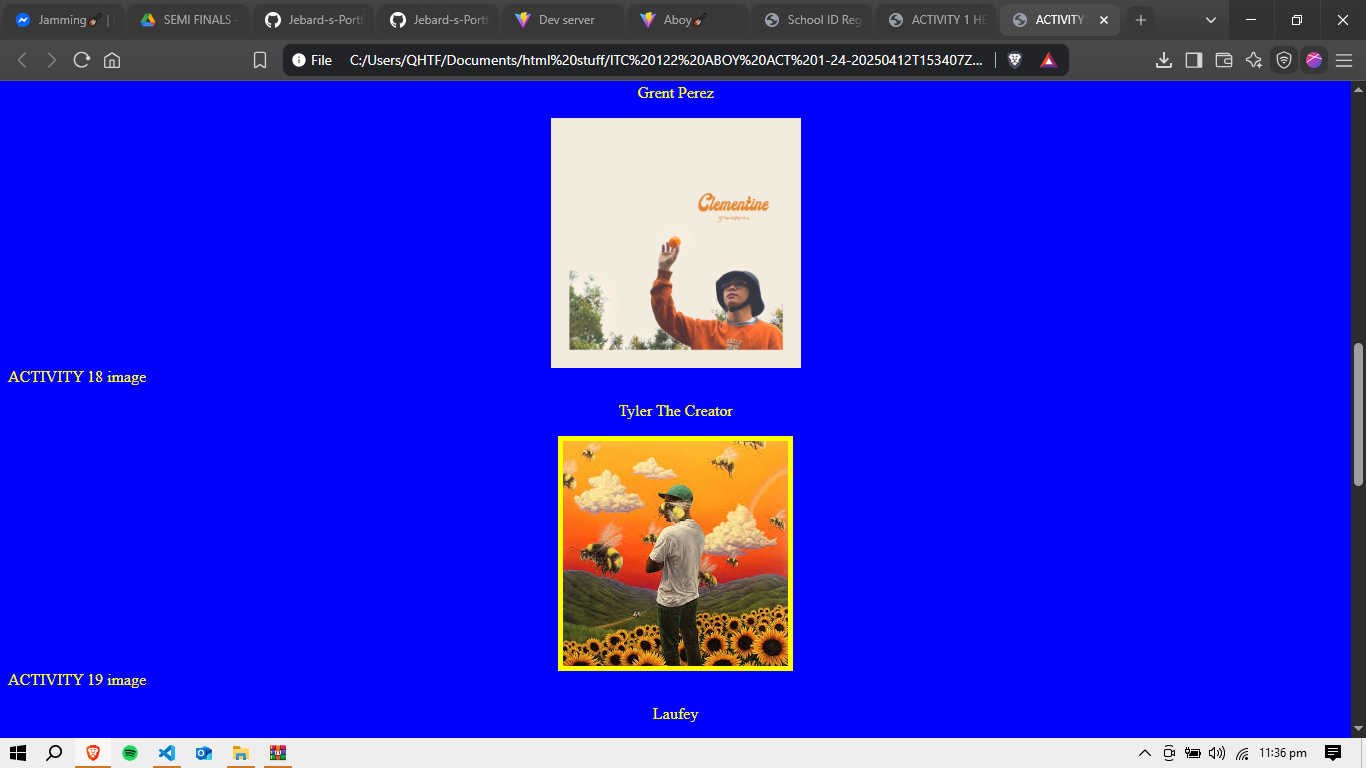 Jamming
SEMI FINALS
Jebard-s-Portf
Jebard-s-Portf
Dev server
Aboy
School ID Reg
ACTIVITY 1 HE
ACTIVITY
File
C:/Users/QHTF/Documents/html%20stuff/ITC%20122%20ABOY%20ACT%201-24-20250412T153407Z...
Grent Perez
Clementine
grentperez
ACTIVITY 18 image
Tyler The Creator
ACTIVITY 19 image
Laufey
11:36 pm